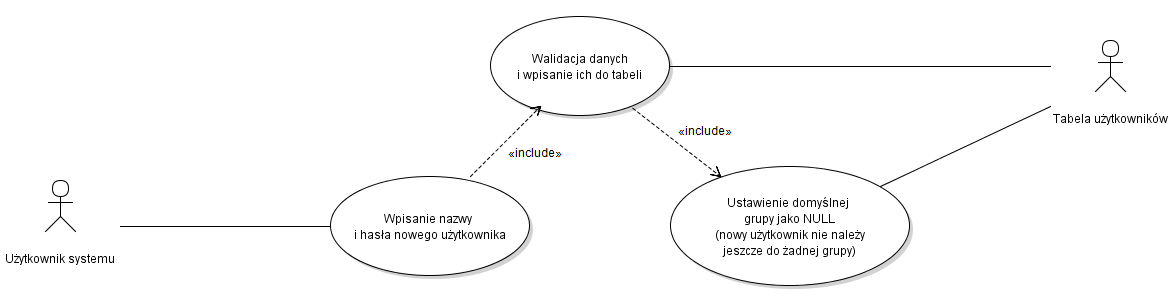 Walidacja danych
i wpisanie ich do tabeli
Tabela użytkowników
«include»
«include»
Wpisanie nazwy
i hasła nowego użytkownika
Ustawienie domyślnej
grupy jako NULL
(nowy użytkownik nie należy
jeszcze do żadnej grupy)
Użytkownik systemu